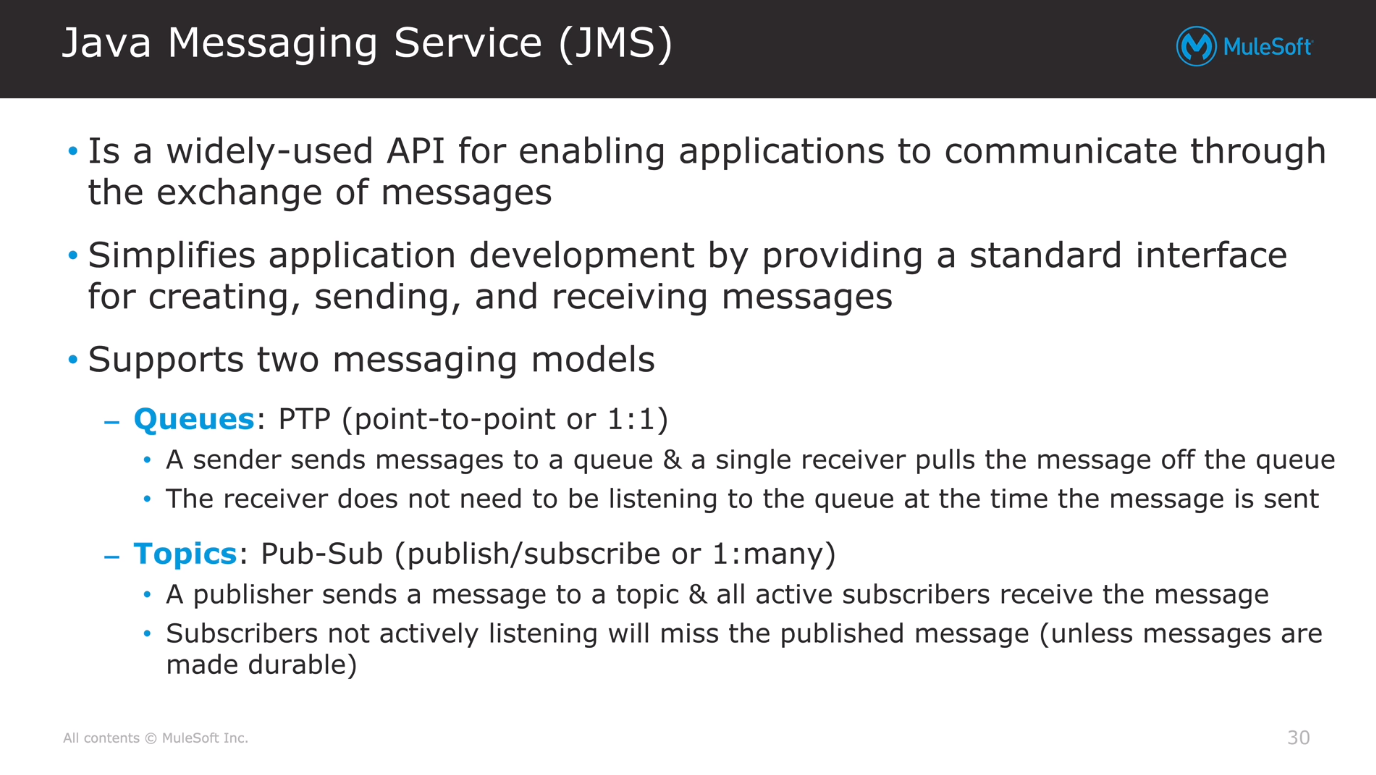 Java Messaging Service (JMS)
MuleSoft
• Is a widely-used API for enabling applications to communicate through
the exchange of messages
• Simplifies application development by providing a standard interface
for creating, sending, and receiving messages
• Supports two messaging models
– Queues: PTP (point-to-point or 1:1)
• A sender sends messages to a queue & a single receiver pulls the message off the queue
• The receiver does not need to be listening to the queue at the time the message is sent
– Topics: Pub-Sub (publish/subscribe or 1:many)
• A publisher sends a message to a topic & all active subscribers receive the message
• Subscribers not actively listening will miss the published message (unless messages are
made durable)
All contents © MuleSoft Inc.
30